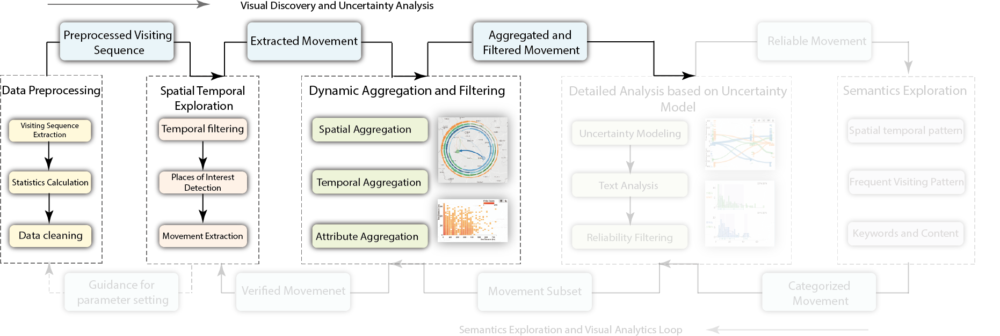 Visual Discovery and Uncertainty Analysis
Preprocessed Visiting
Sequence
Extracted Movement
Aggregated and
Filtered Movement
Reliable Movement
Data Preprocessing
Visiting Sequence
Extraction
Statistics Calculation
Data cleaning
Spatial Temporal
Exploration
Temporal filtering
Places of Interest
Detection
Movement Extraction
Dynamic Aggregation and Filtering
Spatial Aggregation
Temporal Aggregation
Attribute Aggregation
Detailed Analysis based on Uncertainty
Model
Uncertainty Modeling
Text Analysis
Reliability Filtering
Semantics Exploration
Spatial temporal pattern
Frequent Visiting Pattern
Keywords and Content
Guidance for
parameter setting
Verified Movemenet
Movement Subset
Categorized
Movement
Semantics Exploration and Visual Analytics Loop